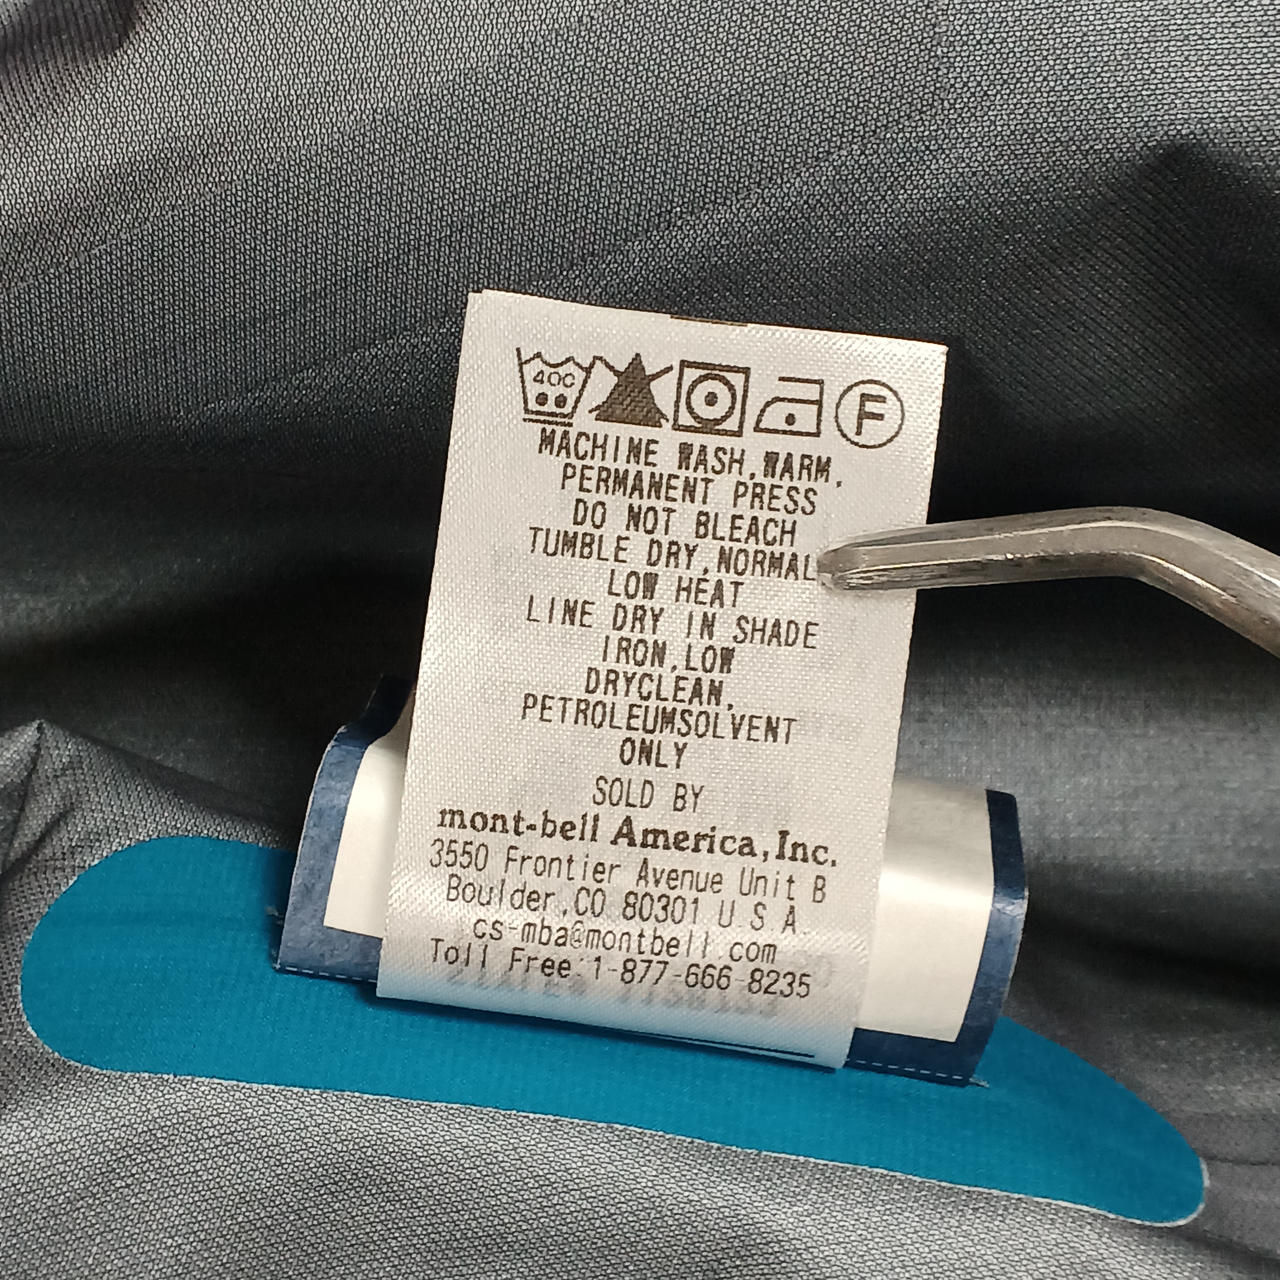 40C
F
MACHINE WASH,WARM,
PERMANENT PRESS
DO NOT BLEACH
TUMBLE DRY,NORMAL
LOW HEAT
LINE DRY IN SHADE
IRON,LOW
DRYCLEAN,
PETROLEUMSOLVENT
ONLY
SOLD BY
mont-bell America,Inc.
3550 Frontier Avenue Unit B
Boulder,CO 80301 U.S.A.
cs-mba@montbell.com
Toll Free:1-877-666-8235